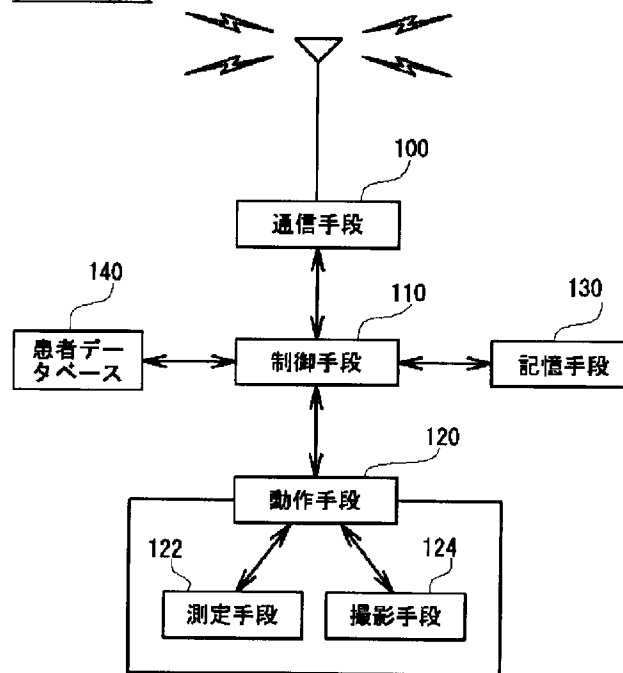 100
通信手段
140
110
130
患者デー
タベース
制御手段
記憶手段
120
動作手段
122
124
測定手段
撮影手段